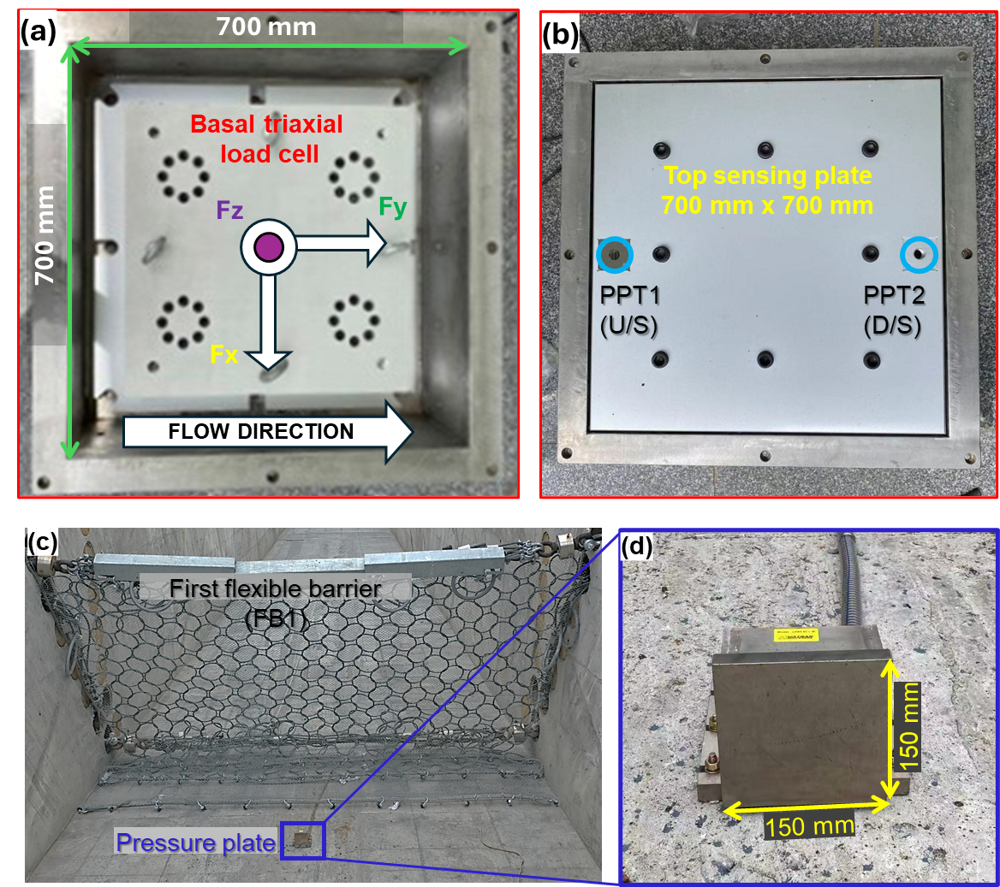 (a)
700 mm
700 mm
Basal triaxial
load cell
Fz
Fy
Fx
FLOW DIRECTION
(b)
Top sensing plate
700 mm x 700 mm
PPT1
(U/S)
PPT2
(D/S)
(c)
First flexible barrier
(FB1)
Pressure plate
(d)
150 mm
150 mm